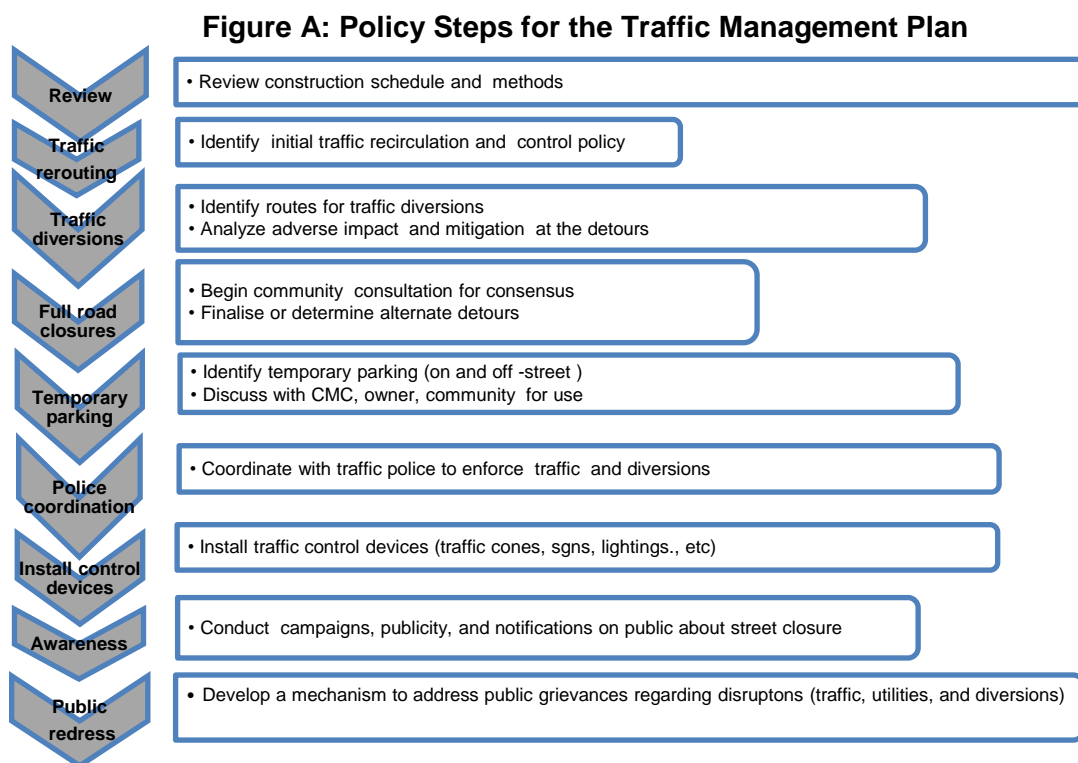 Figure A: Policy Steps for the Traffic Management Plan
Review
• Review construction schedule and methods
Traffic
rerouting
• Identify initial traffic recirculation and control policy
Traffic
diversions
• Identify routes for traffic diversions
• Analyze adverse impact and mitigation at the detours
Full road
closures
• Begin community consultation for consensus
• Finalise or determine alternate detours
Temporary
parking
• Identify temporary parking (on and off -street )
• Discuss with CMC, owner, community for use
Police
coordination
• Coordinate with traffic police to enforce traffic and diversions
Install control
devices
• Install traffic control devices (traffic cones, sgns, lightings., etc)
Awareness
• Conduct campaigns, publicity, and notifications on public about street closure
Public
redress
• Develop a mechanism to address public grievances regarding disruptons (traffic, utilities, and diversions)